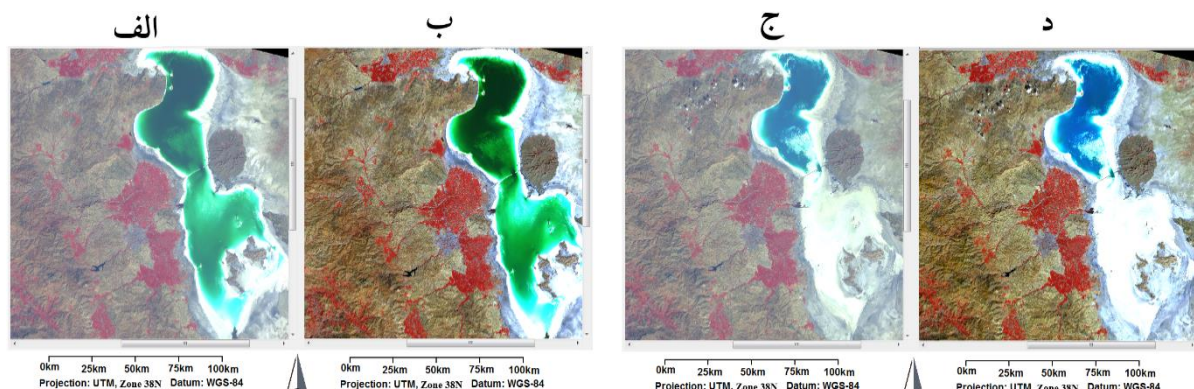 الف
ب
ج
د
0km 25km 50km 75km 100km
Projection: UTM, Zone 38N Datum: WGS-84
0km 25km 50km 75km 100km
Projection: UTM, Zone 38N Datum: WGS-84
0km 25km 50km 75km 100km
Projection: UTM, Zone 38N Datum: WGS-84
0km 25km 50km 75km 100km
Projection: UTM, Zone 38N Datum: WGS-84